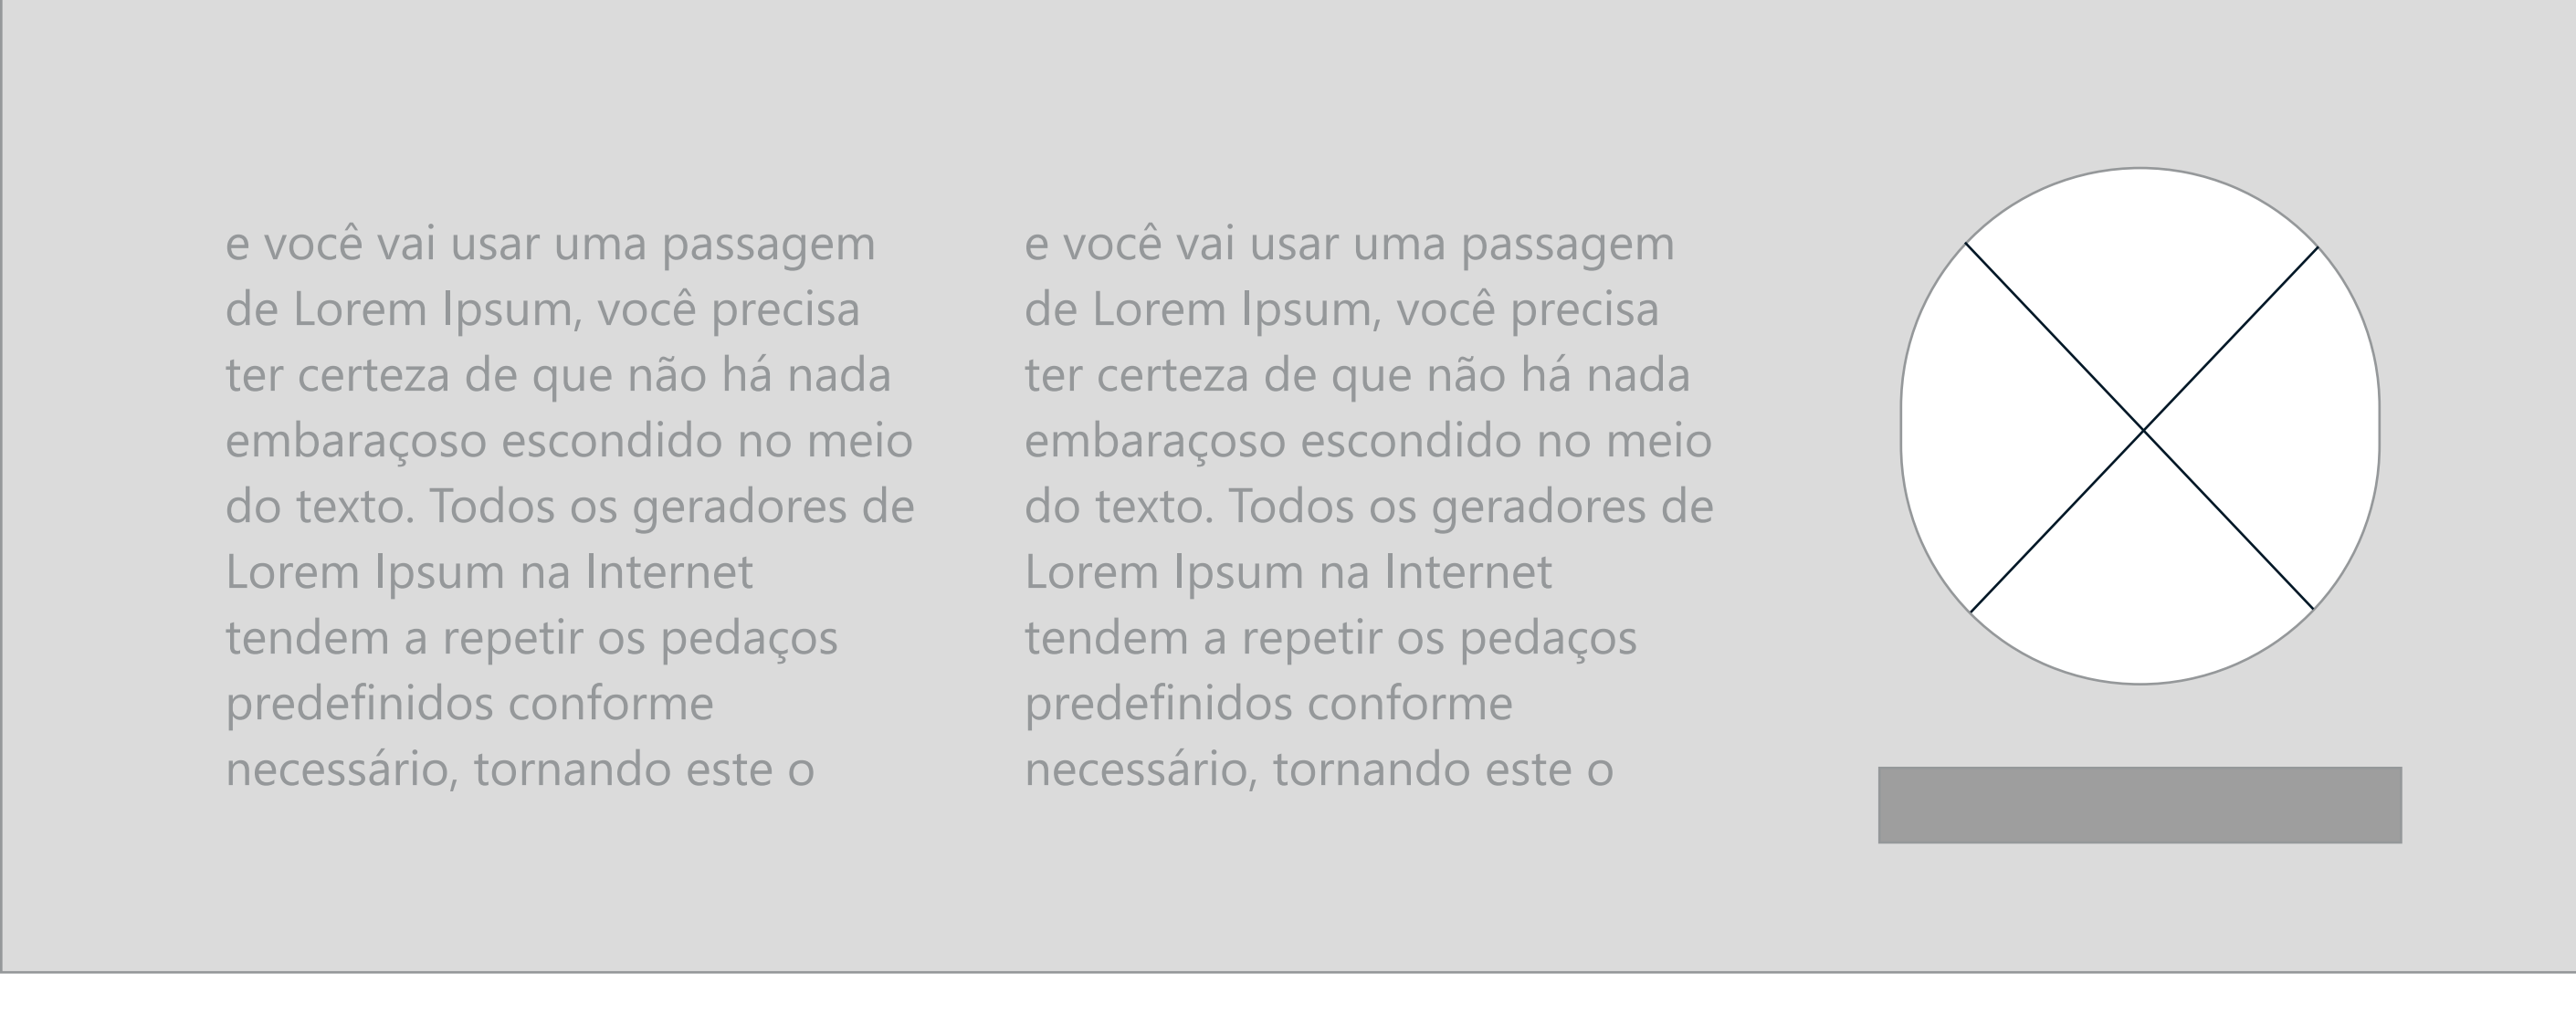 e você vai usar uma passagem
de Lorem Ipsum, você precisa
ter certeza de que não há nada
embaraçoso escondido no meio
do texto. Todos os geradores de
Lorem Ipsum na Internet
tendem a repetir os pedaços
predefinidos conforme
necessário, tornando este o
e você vai usar uma passagem
de Lorem Ipsum, você precisa
ter certeza de que não há nada
embaraçoso escondido no meio
do texto. Todos os geradores de
Lorem Ipsum na Internet
tendem a repetir os pedaços
predefinidos conforme
necessário, tornando este o